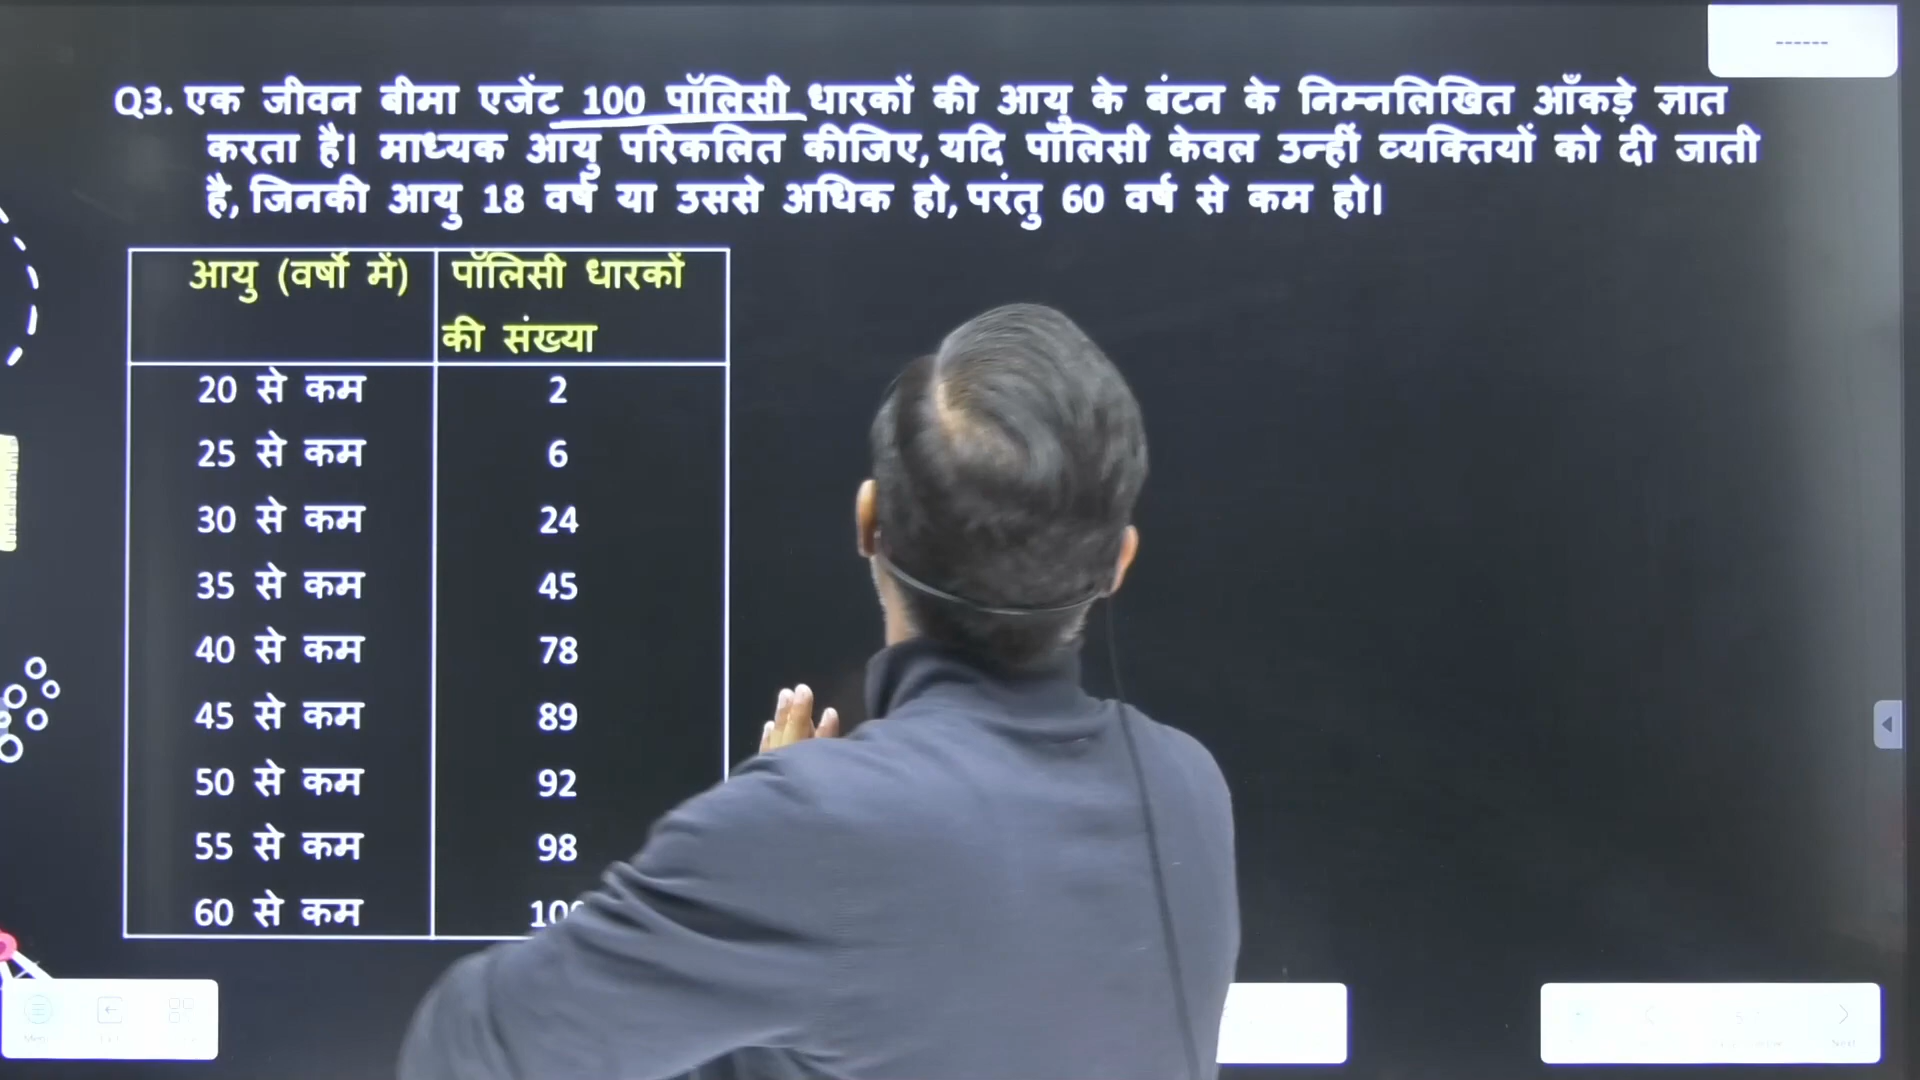 ------
Q3. एक जीवन बीमा एजेंट 100 पॉलिसी धारकों की आयु के बंटन के निम्नलिखित आँकड़े ज्ञात
करता है। माध्यक आयु परिकलित कीजिए, यदि पॉलिसी केवल उन्हीं व्यक्तियों को दी जाती
है, जिनकी आयु 18 वर्ष या उससे अधिक हो, परंतु 60 वर्ष से कम हो।
आयु (वर्षो में) पॉलिसी धारकों
की संख्या
20 से कम 2
25 से कम 6
30 से कम 24
35 से कम 45
40 से कम 78
45 से कम 89
50 से कम 92
55 से कम 98
60 से कम
Next